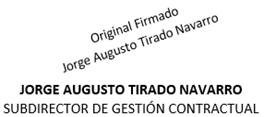 Original Firmado
Jorge Augusto Tirado Navarro
JORGE AUGUSTO TIRADO NAVARRO
SUBDIRECTOR DE GESTIÓN CONTRACTUAL